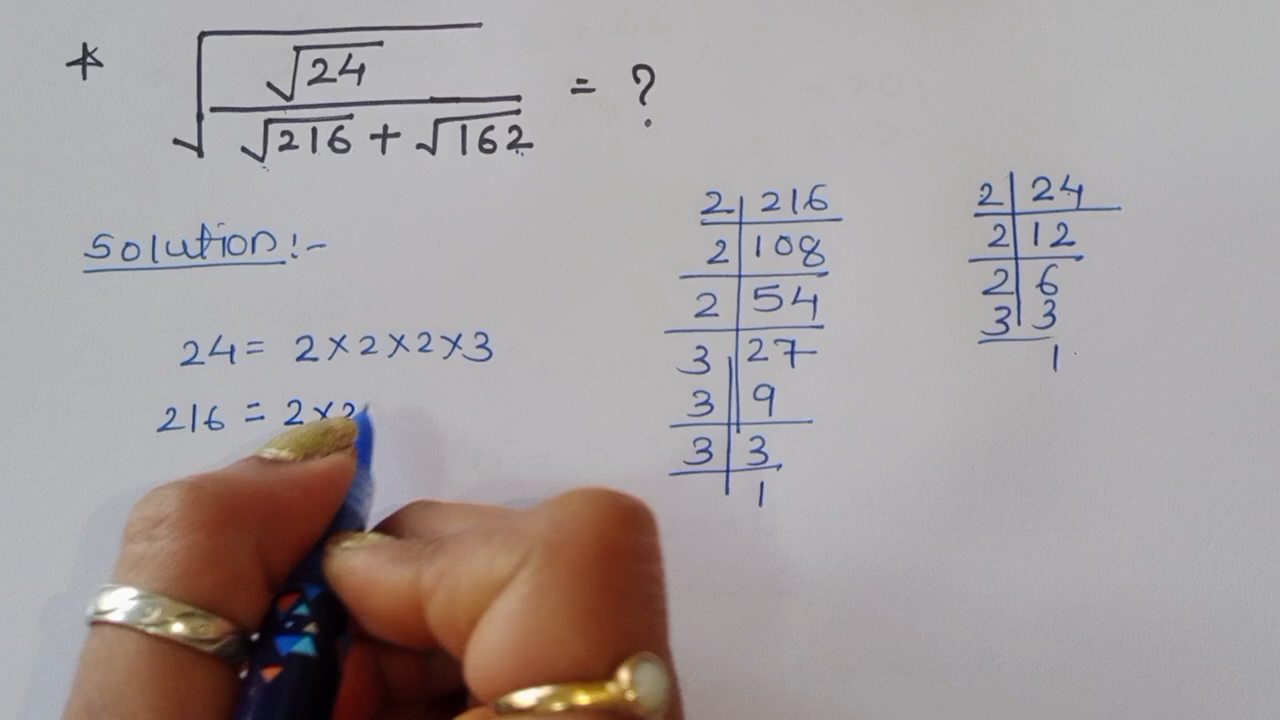 * √(√24 / (√216 + √162)) = ?
Solution:-
24 = 2×2×2×3
216 = 2×2
2 | 216
2 | 108
2 | 54
3 | 27
3 | 9
3 | 3
1
2 | 24
2 | 12
2 | 6
3 | 3
1